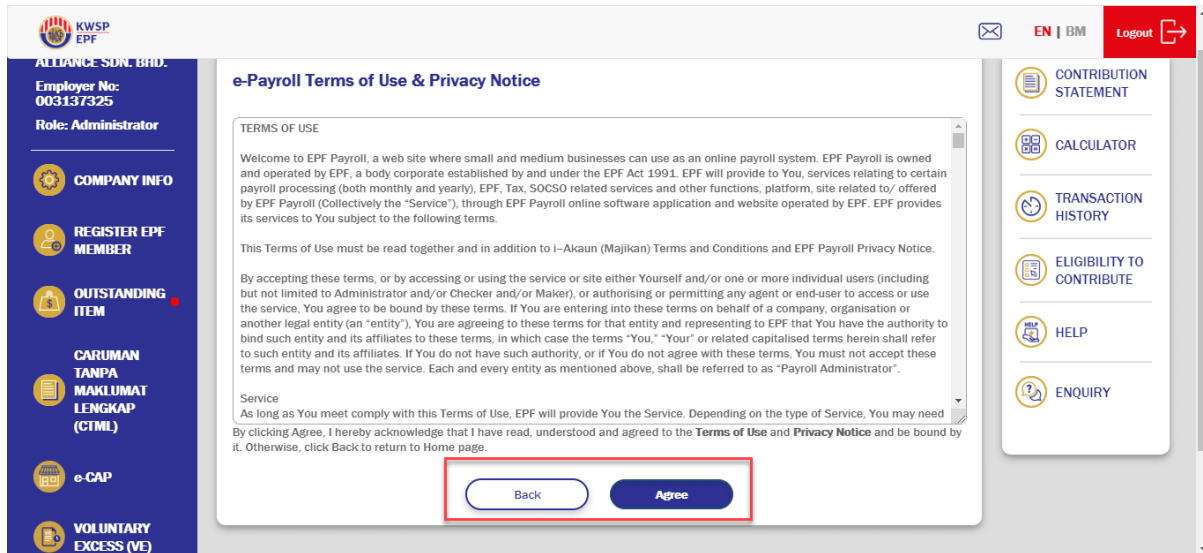 KWSP
EPF
EN | BM
Logout
ALLIANCE SDN. BHD.
Employer No:
003137325
Role: Administrator
COMPANY INFO
REGISTER EPF
MEMBER
OUTSTANDING
ITEM
CARUMAN
TANPA
MAKLUMAT
LENGKAP
(CTML)
e-CAP
VOLUNTARY
EXCESS (VE)
e-Payroll Terms of Use & Privacy Notice
TERMS OF USE
Welcome to EPF Payroll, a web site where small and medium businesses can use as an online payroll system. EPF Payroll is owned
and operated by EPF, a body corporate established by and under the EPF Act 1991. EPF will provide to You, services relating to certain
payroll processing (both monthly and yearly), EPF, Tax, SOCSO related services and other functions, platform, site related to/ offered
by EPF Payroll (Collectively the “Service”), through EPF Payroll online software application and website operated by EPF. EPF provides
its services to You subject to the following terms.
This Terms of Use must be read together and in addition to i–Akaun (Majikan) Terms and Conditions and EPF Payroll Privacy Notice.
By accepting these terms, or by accessing or using the service or site either Yourself and/or one or more individual users (including
but not limited to Administrator and/or Checker and/or Maker), or authorising or permitting any agent or end-user to access or use
the service, You agree to be bound by these terms. If You are entering into these terms on behalf of a company, organisation or
another legal entity (an “entity”), You are agreeing to these terms for that entity and representing to EPF that You have the authority to
bind such entity and its affiliates to these terms, in which case the terms “You,” “Your” or related capitalised terms herein shall refer
to such entity and its affiliates. If You do not have such authority, or if You do not agree with these terms, You must not accept these
terms and may not use the service. Each and every entity as mentioned above, shall be referred to as “Payroll Administrator”.
Service
As long as You meet comply with this Terms of Use, EPF will provide You the Service. Depending on the type of Service, You may need
By clicking Agree, I hereby acknowledge that I have read, understood and agreed to the Terms of Use and Privacy Notice and be bound by
it. Otherwise, click Back to return to Home page.
Back
Agree
CONTRIBUTION
STATEMENT
CALCULATOR
TRANSACTION
HISTORY
ELIGIBILITY TO
CONTRIBUTE
HELP
HELP
ENQUIRY